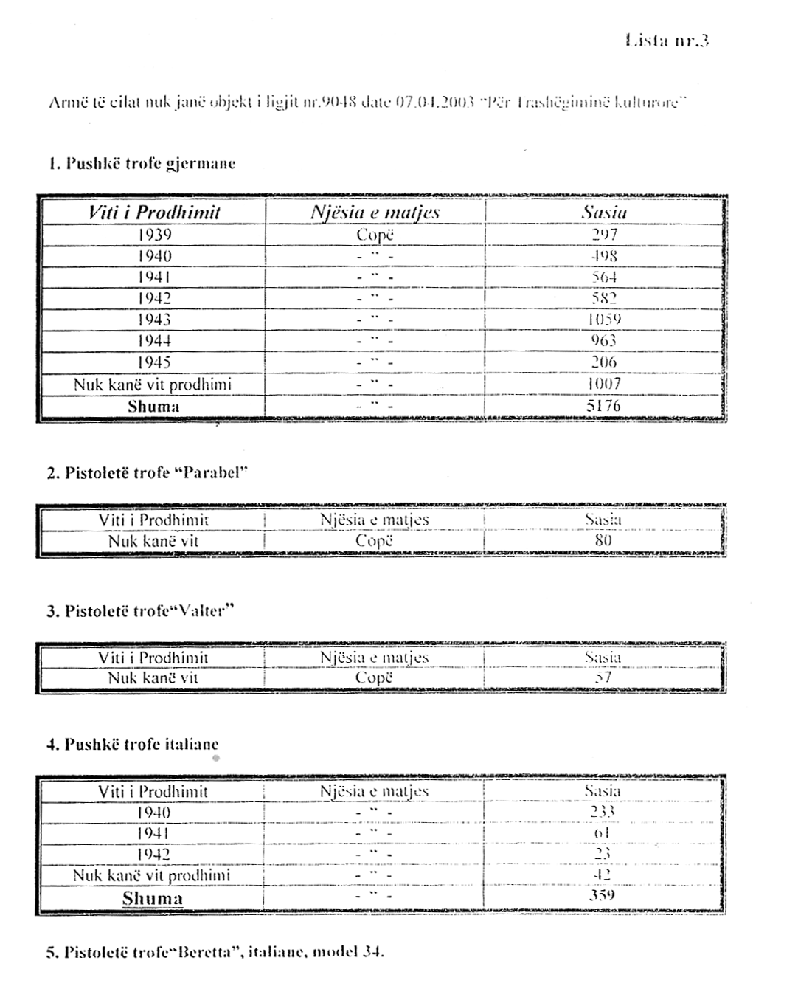 Lista nr.3
Armë të cilat nuk janë objekt i ligjit nr.9048 date 07.04.2003 “Për Trashëgiminë kulturore”
1. Pushkë trofe gjermane
Viti i Prodhimit Njësia e matjes Sasia
1939 Copë 297
1940 - “ - 498
1941 - “ - 564
1942 - “ - 582
1943 - “ - 1059
1944 - “ - 963
1945 - “ - 206
Nuk kanë vit prodhimi - “ - 1007
Shuma - “ - 5176
2. Pistoletë trofe “Parabel”
Viti i Prodhimit Njësia e matjes Sasia
Nuk kanë vit Copë 80
3. Pistoletë trofe“Valter”
Viti i Prodhimit Njësia e matjes Sasia
Nuk kanë vit Copë 57
4. Pushkë trofe italiane
Viti i Prodhimit Njësia e matjes Sasia
1940 - “ - 233
1941 - “ - 61
1942 - “ - 23
Nuk kanë vit prodhimi - “ - 42
Shuma - “ - 359
5. Pistoletë trofe“Beretta”, italiane, model 34.